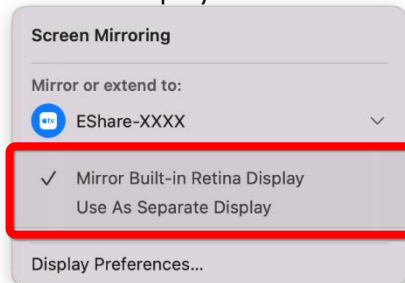 Screen Mirroring
Mirror or extend to:
tv EShare-XXXX
✓ Mirror Built-in Retina Display
Use As Separate Display
Display Preferences...